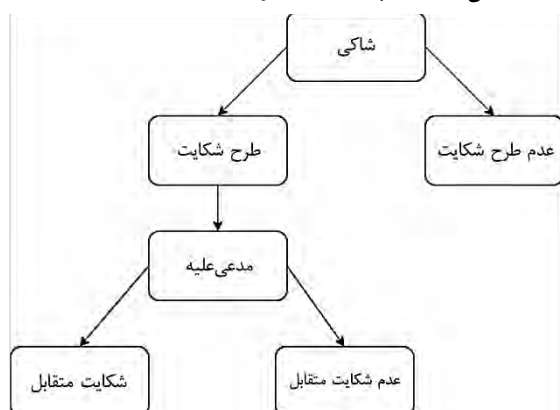 شاکی
طرح شکایت
عدم طرح شکایت
مدعی‌علیه
شکایت متقابل
عدم شکایت متقابل